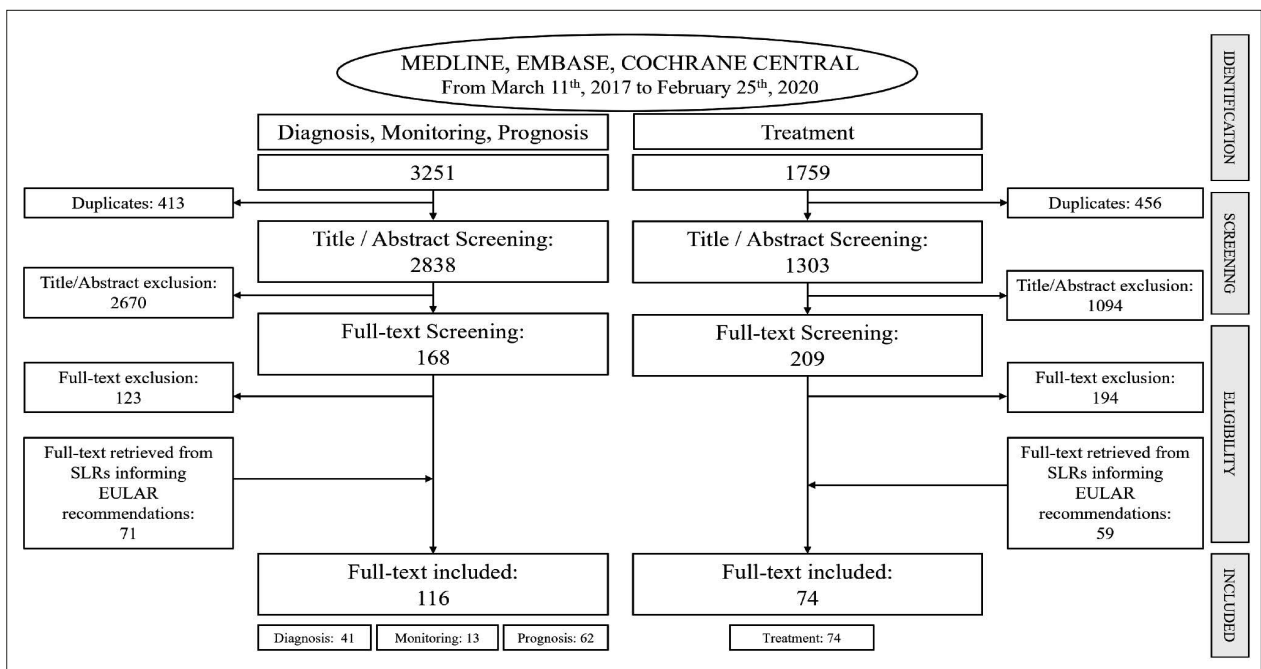 MEDLINE, EMBASE, COCHRANE CENTRAL
From March 11th, 2017 to February 25th, 2020
IDENTIFICATION
Diagnosis, Monitoring, Prognosis
Treatment
3251
1759
Duplicates: 413
Duplicates: 456
SCREENING
Title / Abstract Screening:
2838
Title / Abstract Screening:
1303
Title/Abstract exclusion:
2670
Title/Abstract exclusion:
1094
Full-text Screening:
168
Full-text Screening:
209
ELIGIBILITY
Full-text exclusion:
123
Full-text exclusion:
194
Full-text retrieved from
SLRs informing
EULAR
recommendations:
71
Full-text retrieved from
SLRs informing
EULAR
recommendations:
59
Full-text included:
116
Full-text included:
74
INCLUDED
Diagnosis: 41
Monitoring: 13
Prognosis: 62
Treatment: 74